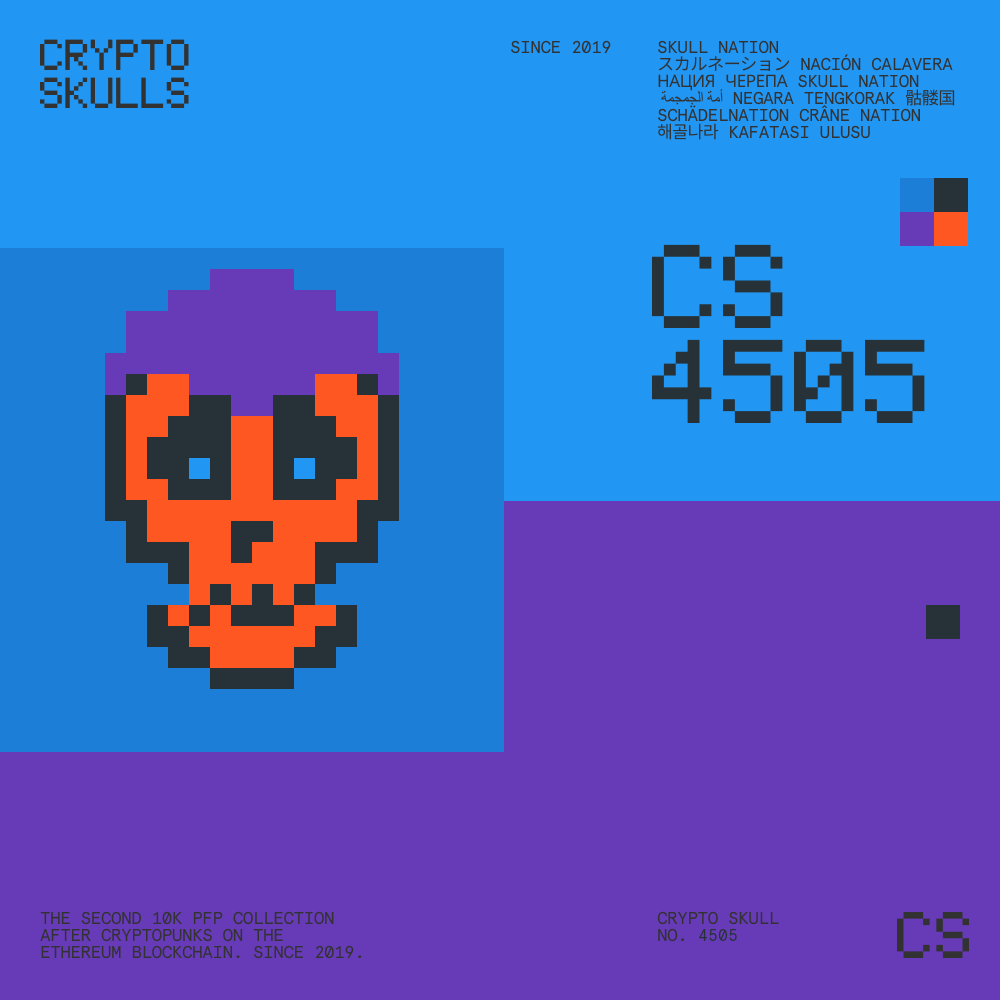 CRYPTO
SKULLS
SINCE 2019
SKULL NATION
スカルネーション NACIÓN CALAVERA
НАЦИЯ ЧЕРЕПА SKULL NATION
أمة الجمجمة NEGARA TENGKORAK 骷髅国
SCHÄDELNATION CRÂNE NATION
해골나라 KAFATASI ULUSU
CS
4505
THE SECOND 10K PFP COLLECTION
AFTER CRYPTOPUNKS ON THE
ETHEREUM BLOCKCHAIN. SINCE 2019.
CRYPTO SKULL
NO. 4505
CS